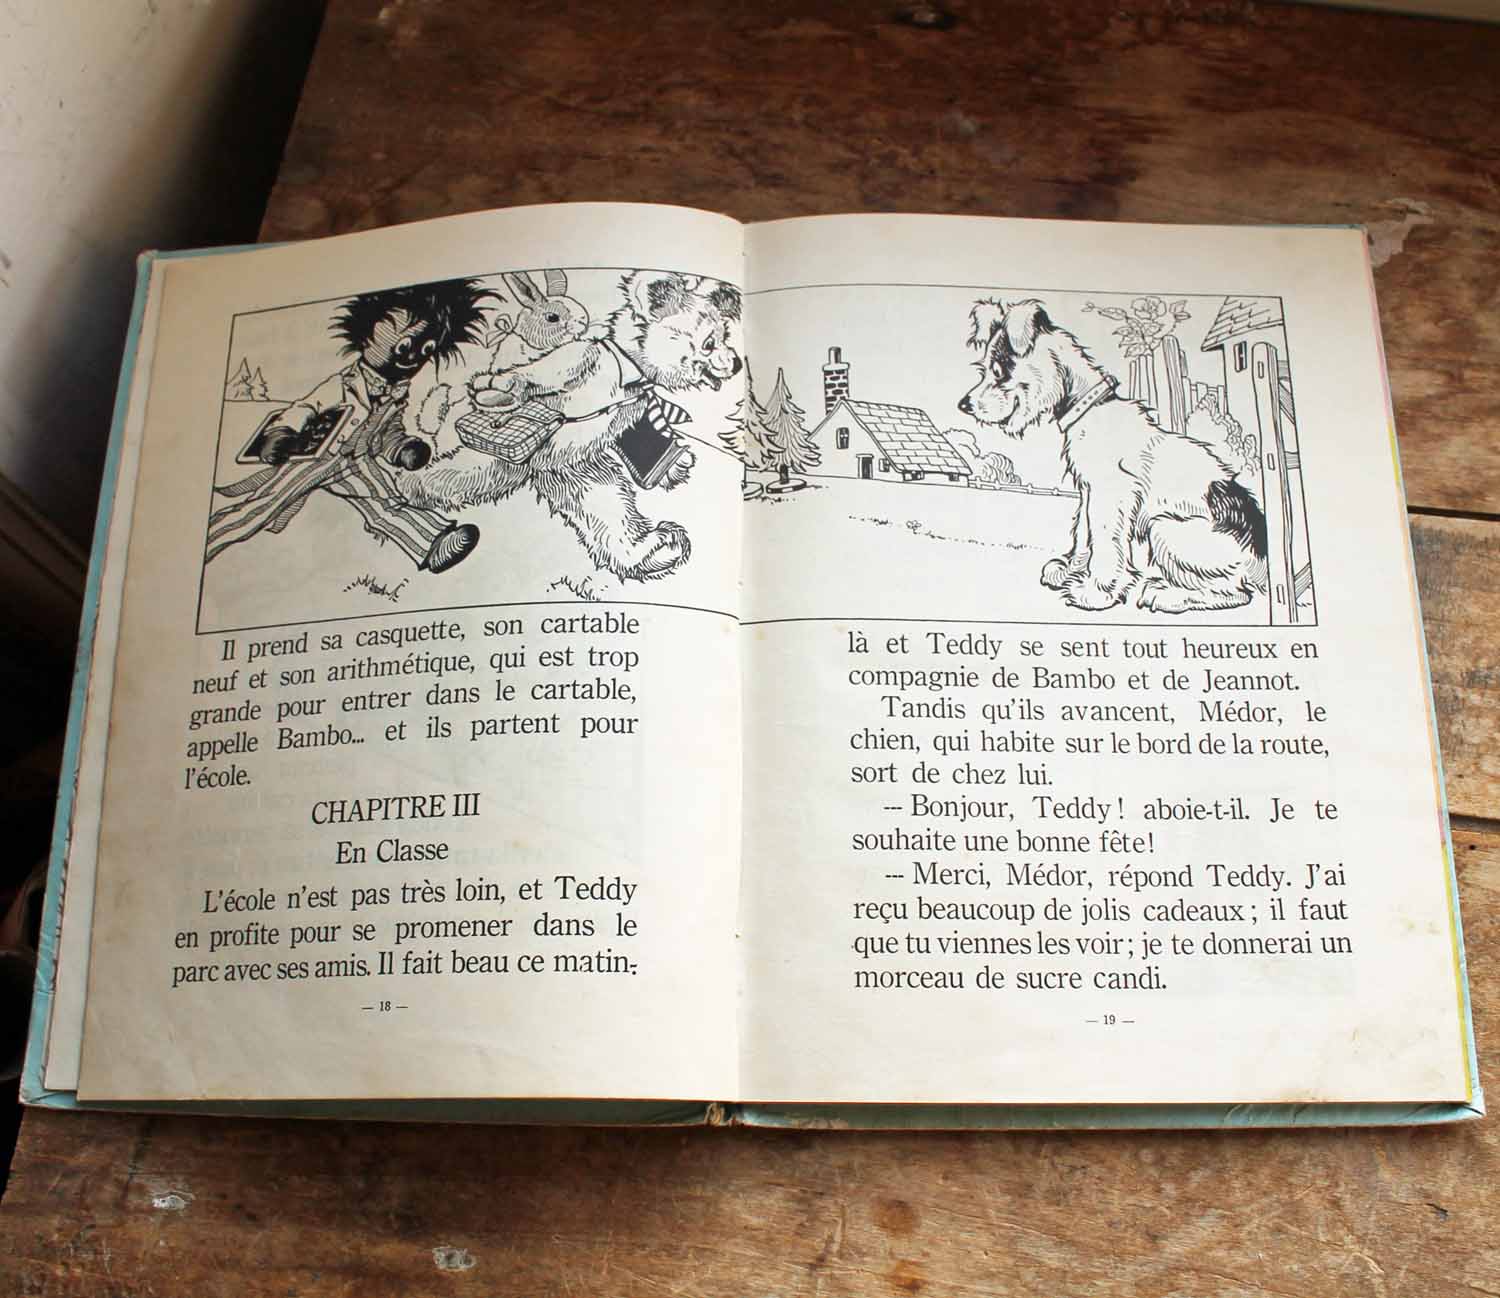 Il prend sa casquette, son cartable
neuf et son arithmétique, qui est trop
grande pour entrer dans le cartable,
appelle Bambo... et ils partent pour
l'école.
CHAPITRE III
En Classe
L'école n'est pas très loin, et Teddy
en profite pour se promener dans le
parc avec ses amis. Il fait beau ce matin-
— 18 —
là et Teddy se sent tout heureux en
compagnie de Bambo et de Jeannot.
Tandis qu'ils avancent, Médor, le
chien, qui habite sur le bord de la route,
sort de chez lui.
— Bonjour, Teddy ! aboie-t-il. Je te
souhaite une bonne fête !
— Merci, Médor, répond Teddy. J'ai
reçu beaucoup de jolis cadeaux ; il faut
que tu viennes les voir ; je te donnerai un
morceau de sucre candi.
— 19 —